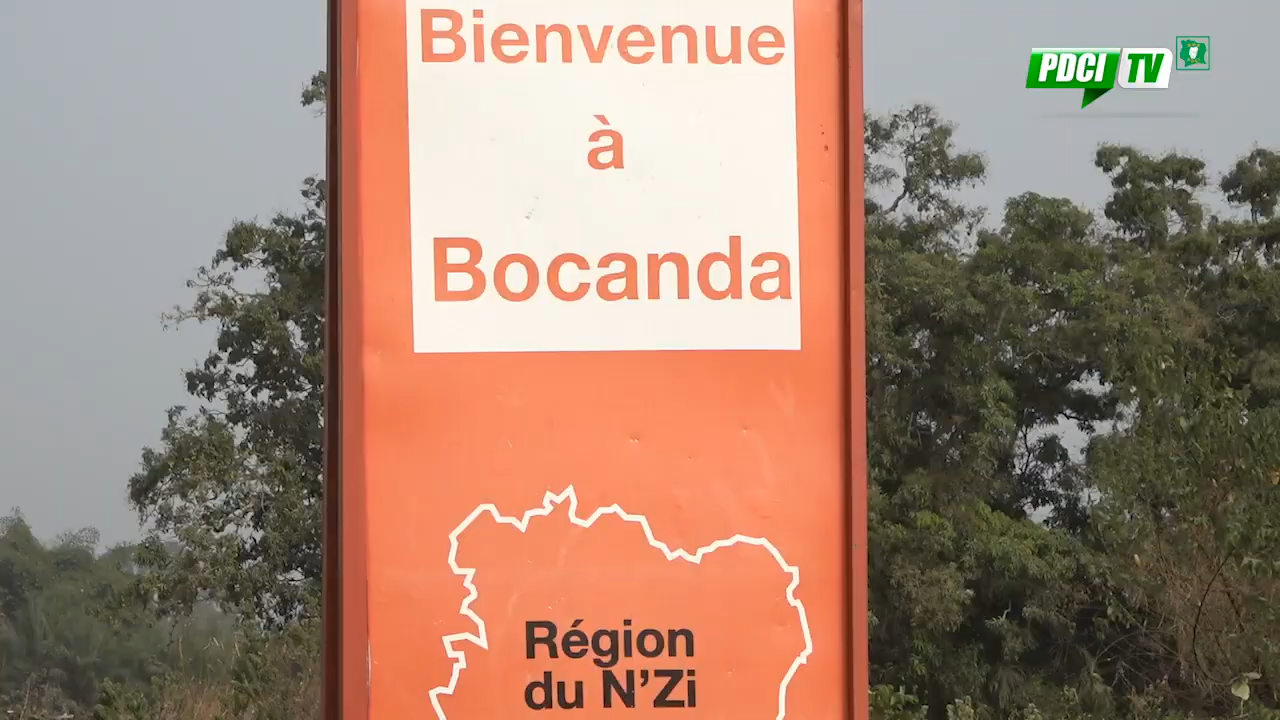 Bienvenue
à
Bocanda
Région
du N'Zi
PDCI TV